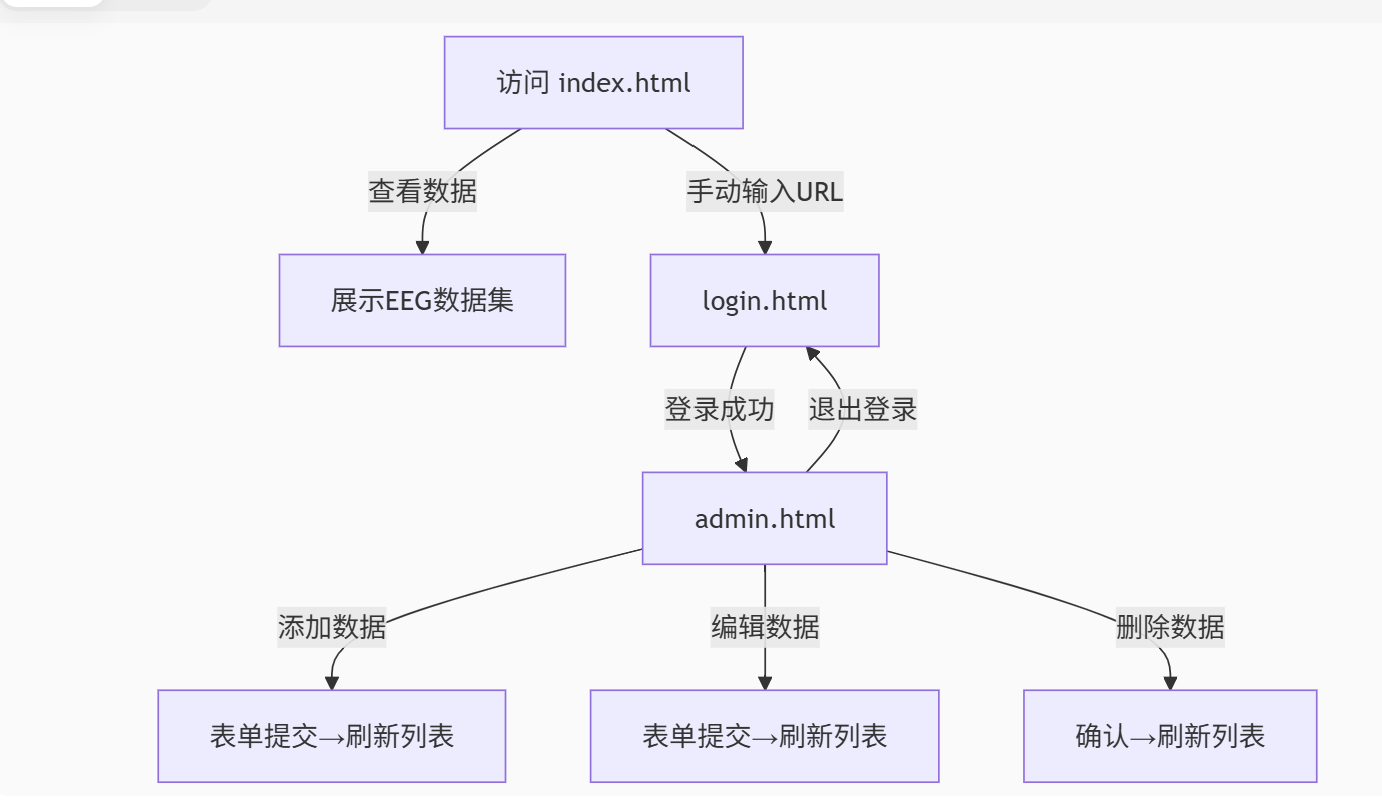 访问 index.html
查看数据
手动输入URL
展示EEG数据集
login.html
登录成功
退出登录
admin.html
添加数据
编辑数据
删除数据
表单提交→刷新列表
表单提交→刷新列表
确认→刷新列表